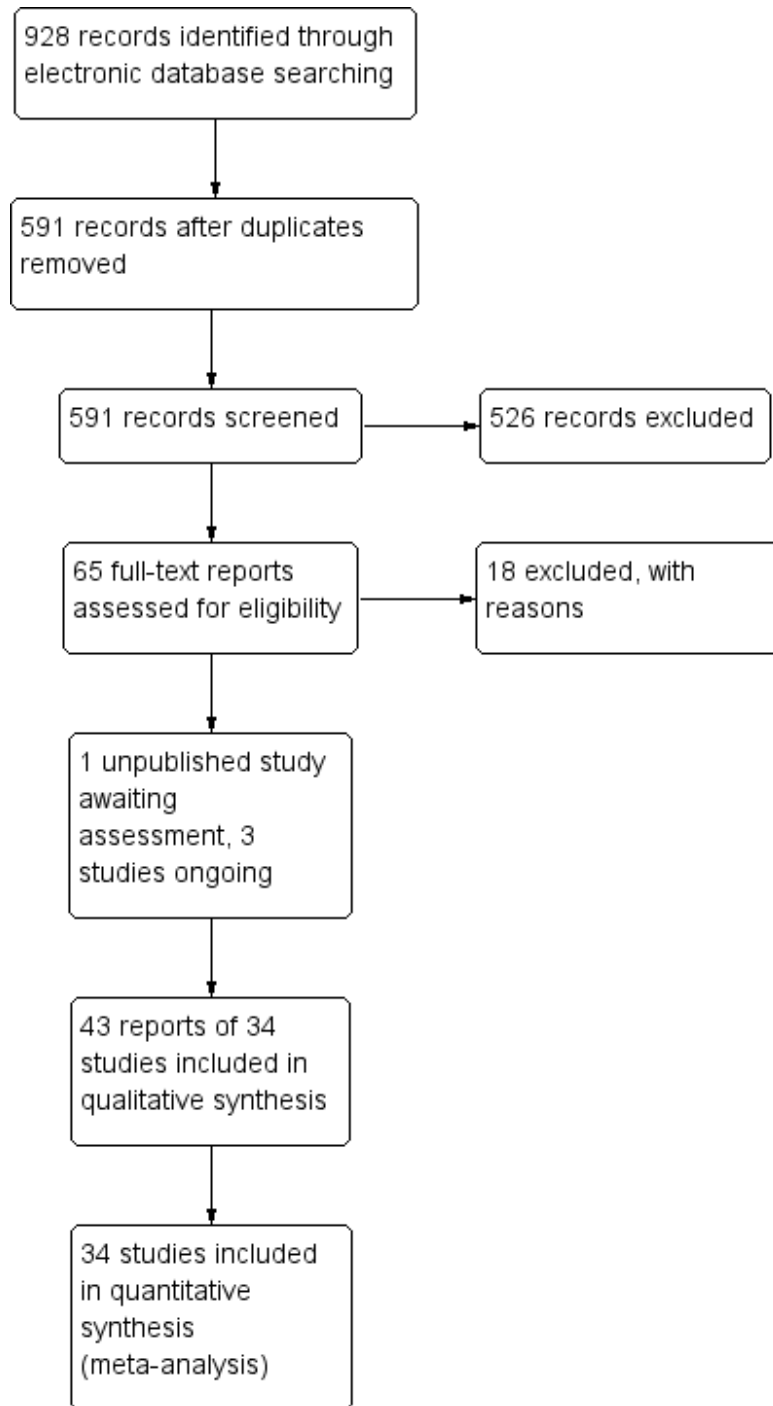 928 records identified through
electronic database searching
591 records after duplicates
removed
591 records screened
526 records excluded
65 full-text reports
assessed for eligibility
18 excluded, with
reasons
1 unpublished study
awaiting
assessment, 3
studies ongoing
43 reports of 34
studies included in
qualitative synthesis
34 studies included
in quantitative
synthesis
(meta-analysis)